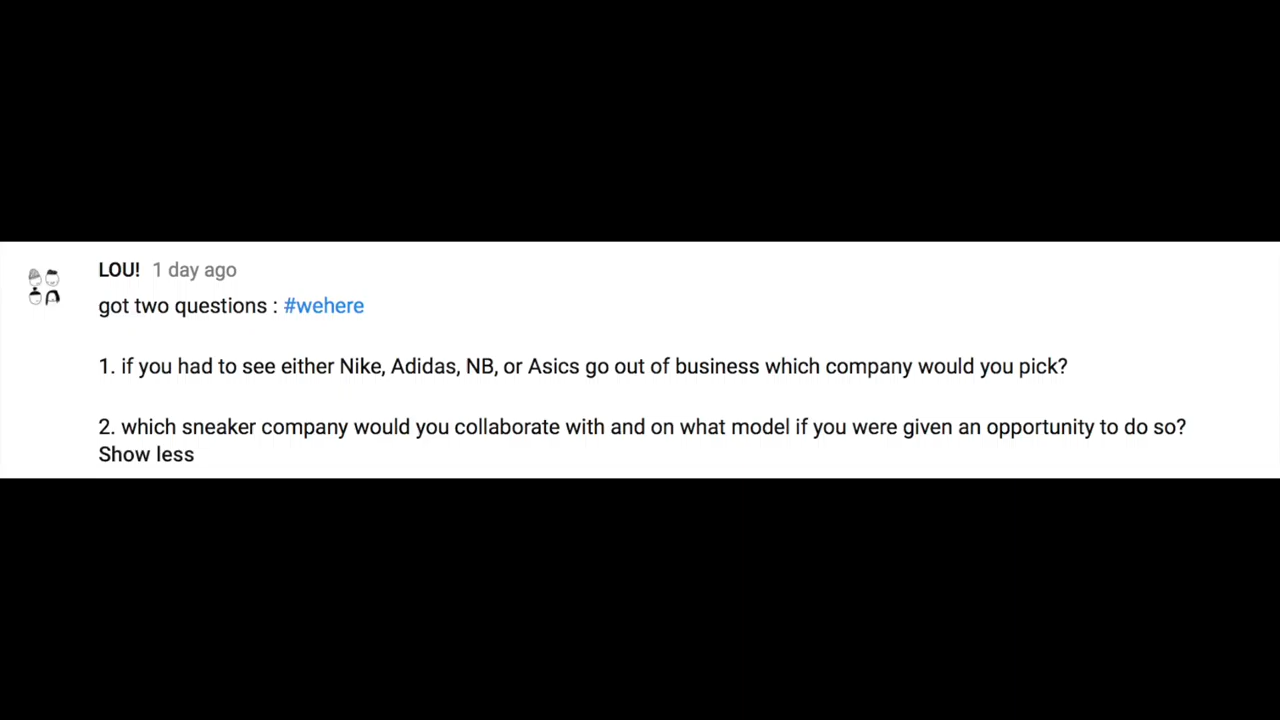 LOU! 1 day ago
got two questions : #wehere
1. if you had to see either Nike, Adidas, NB, or Asics go out of business which company would you pick?
2. which sneaker company would you collaborate with and on what model if you were given an opportunity to do so?
Show less